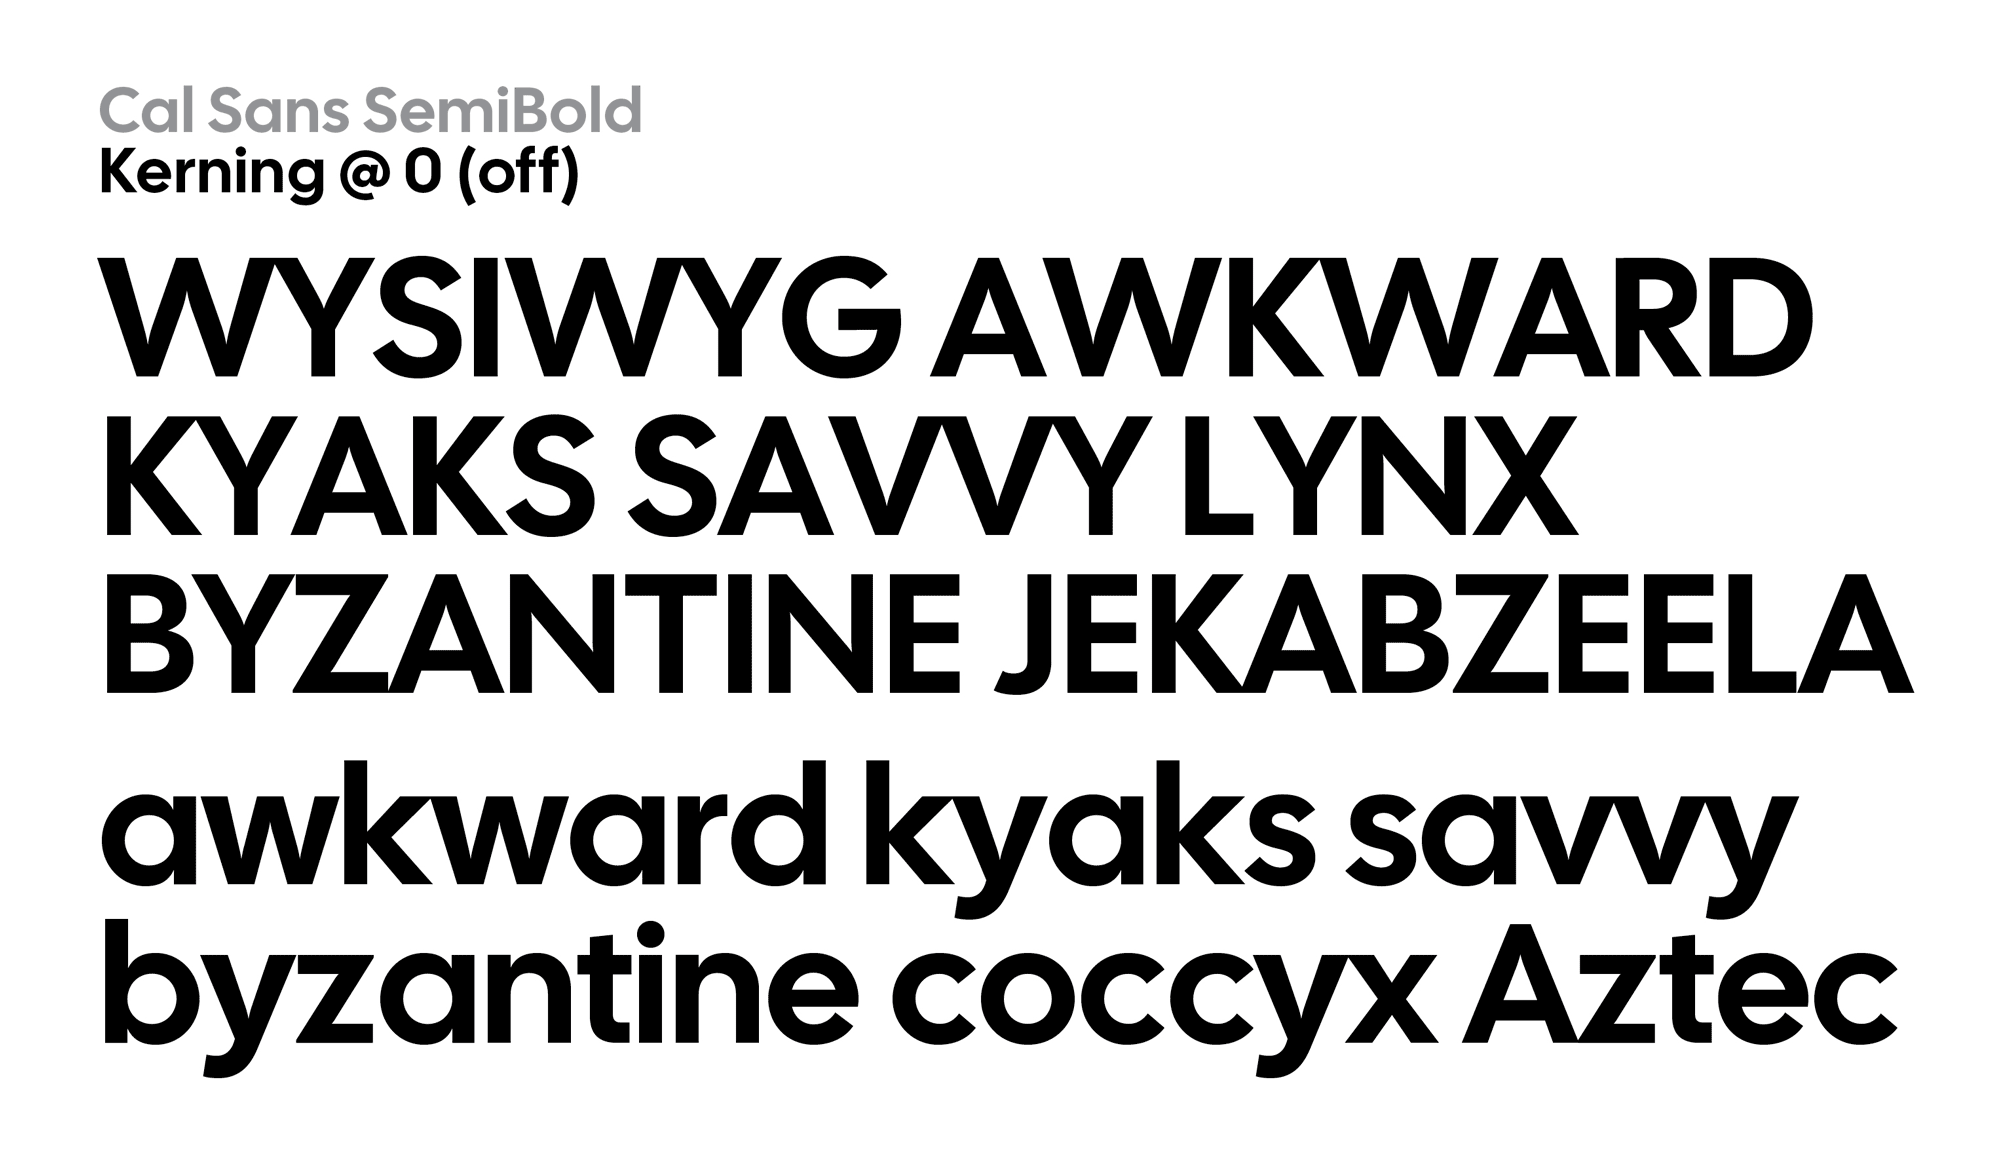 Cal Sans SemiBold
Kerning @ 0 (off)
WYSIWYG AWKWARD
KYAKS SAVVY LYNX
BYZANTINE JEKABZEELA
awkward kyaks savvy
byzantine coccyx Aztec